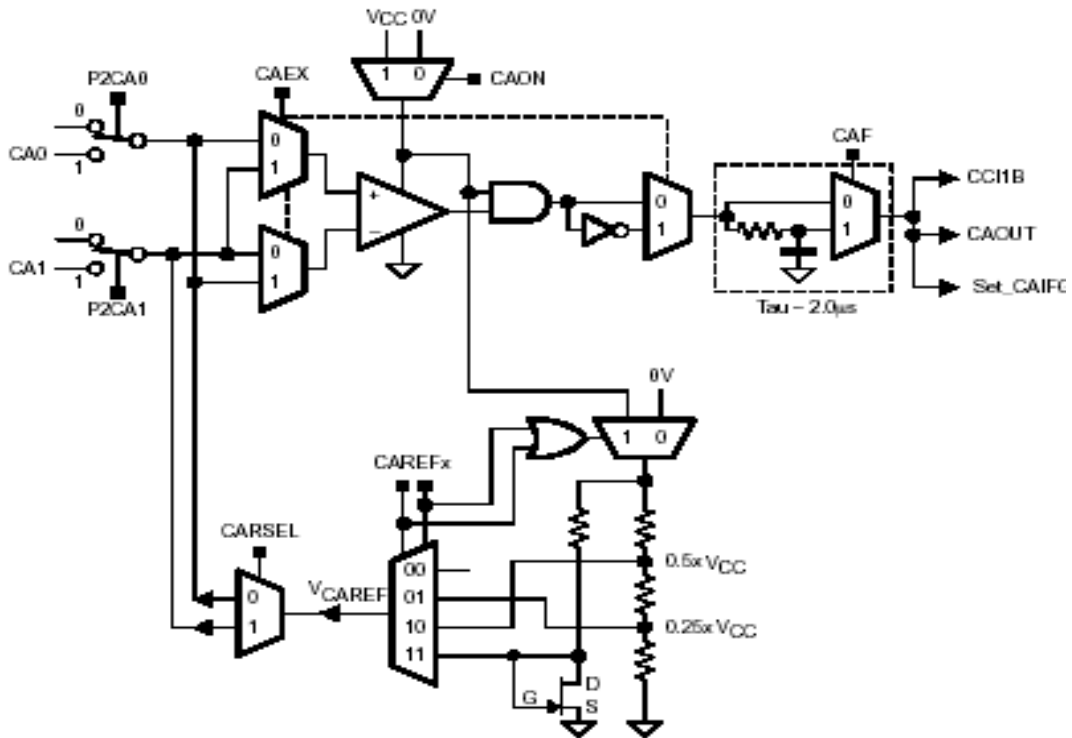 VCC 0V
1 0
CAON
P2CA0
CAEX
0
CA0
1
0
1
+
−
0
1
CAF
0
1
CCI1B
CAOUT
Set_CAIFG
Tau ~ 2.0µs
0
CA1
1
P2CA1
0
1
0V
1 0
CAREFx
CARSEL
0
1
VCAREF
00
01
10
11
0.5x VCC
0.25x VCC
G
D
S